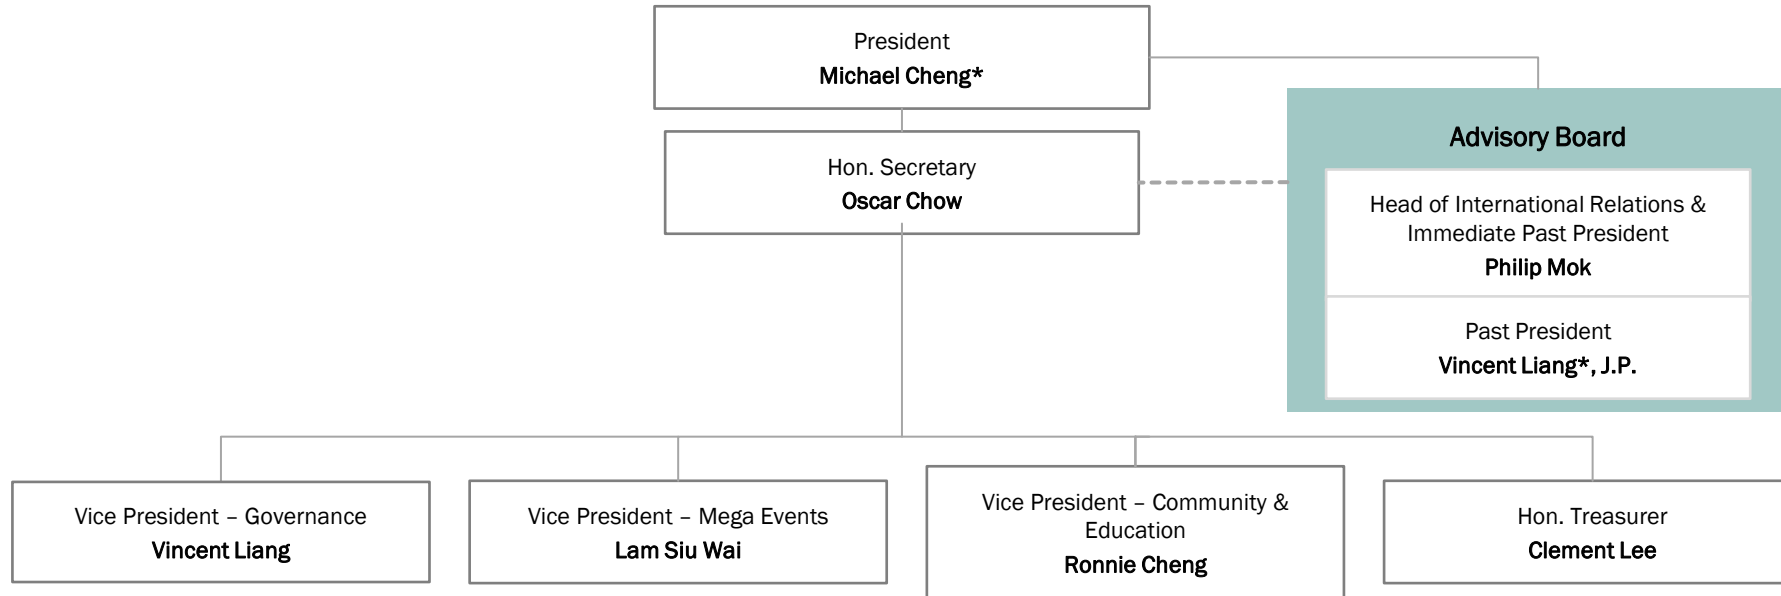 President
Michael Cheng*
Hon. Secretary
Oscar Chow
Advisory Board
Head of International Relations &
Immediate Past President
Philip Mok
Past President
Vincent Liang*, J.P.
Vice President – Governance
Vincent Liang
Vice President – Mega Events
Lam Siu Wai
Vice President – Community &
Education
Ronnie Cheng
Hon. Treasurer
Clement Lee